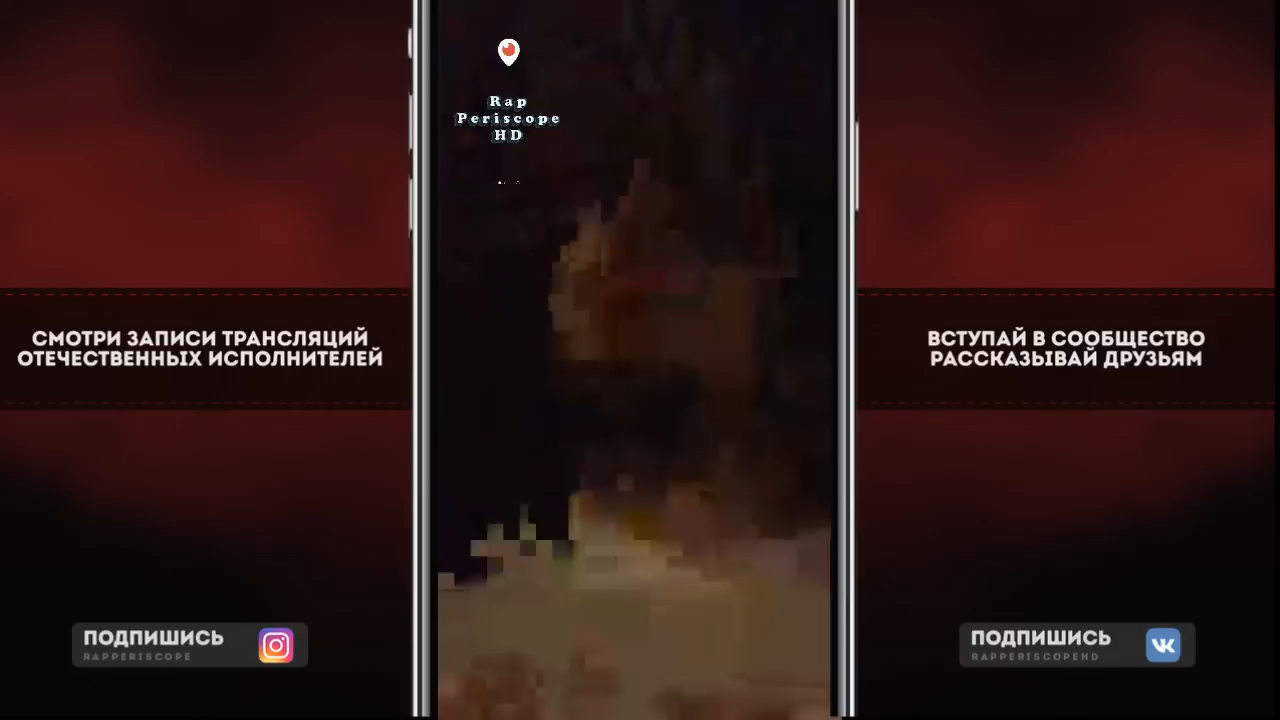 Rap
Periscope
HD
СМОТРИ ЗАПИСИ ТРАНСЛЯЦИЙ
ОТЕЧЕСТВЕННЫХ ИСПОЛНИТЕЛЕЙ
ВСТУПАЙ В СООБЩЕСТВО
РАССКАЗЫВАЙ ДРУЗЬЯМ
ПОДПИШИСЬ
RAPPERISCOPE
ПОДПИШИСЬ
RAPPERISCOPEHD